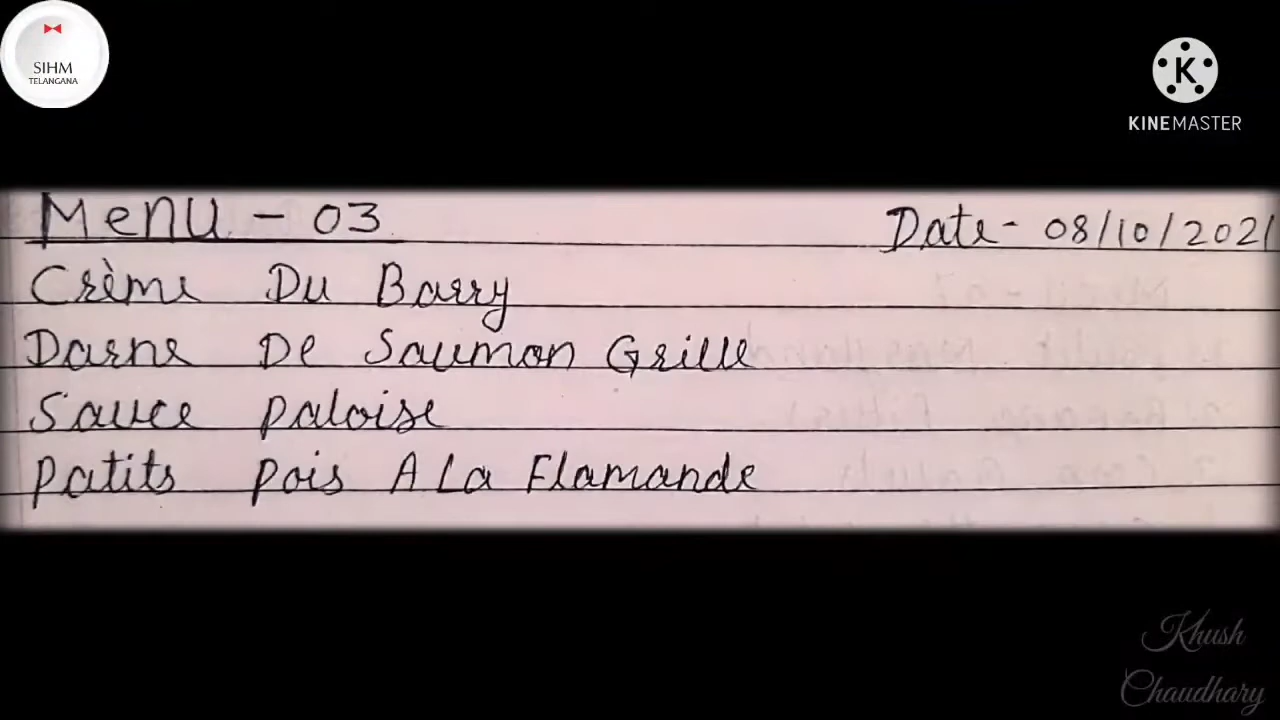 SIHM
TELANGANA
KINEMASTER
Menu - 03
Date - 08/10/2021
Crème Du Barry
Darne De Saumon Grille
Sauce Paloise
Patits Pois A La Flamande
Khush
Chaudhary